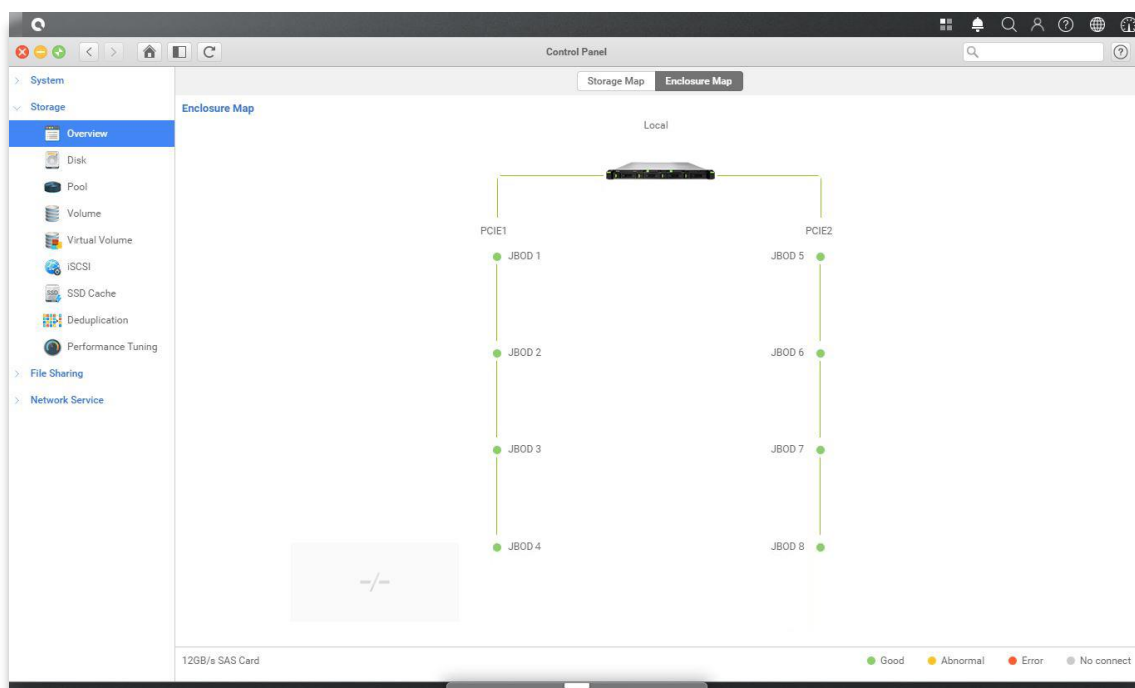 Control Panel
Storage Map Enclosure Map
System
Storage
Overview
Disk
Pool
Volume
Virtual Volume
iSCSI
SSD Cache
Deduplication
Performance Tuning
File Sharing
Network Service
Enclosure Map
Local
PCIE1 PCIE2
JBOD 1 JBOD 5
JBOD 2 JBOD 6
JBOD 3 JBOD 7
JBOD 4 JBOD 8
-/-
12GB/s SAS Card
Good Abnormal Error No connect